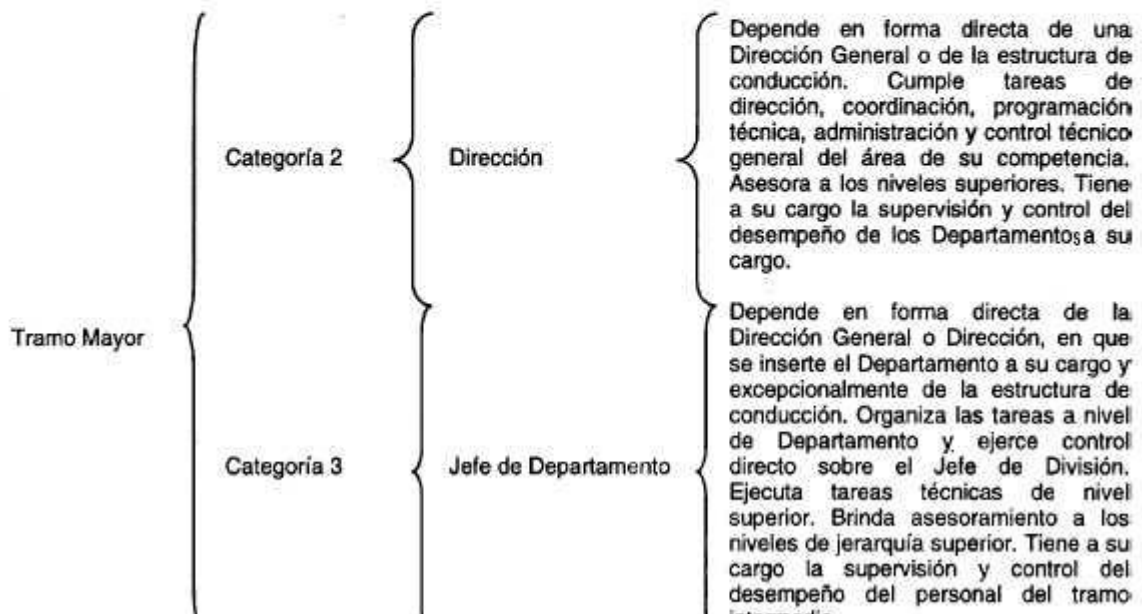 Depende en forma directa de una
Dirección General o de la estructura de
conducción. Cumple tareas de
dirección, coordinación, programación
técnica, administración y control técnico
Categoría 2 Dirección general del área de su competencia.
Asesora a los niveles superiores. Tiene
a su cargo la supervisión y control del
desempeño de los Departamentos a su
cargo.
Depende en forma directa de la
Tramo Mayor Dirección General o Dirección, en que
se inserte el Departamento a su cargo y
excepcionalmente de la estructura de
conducción. Organiza las tareas a nivel
de Departamento y ejerce control
Categoría 3 Jefe de Departamento directo sobre el Jefe de División.
Ejecuta tareas técnicas de nivel
superior. Brinda asesoramiento a los
niveles de jerarquía superior. Tiene a su
cargo la supervisión y control del
desempeño del personal del tramo